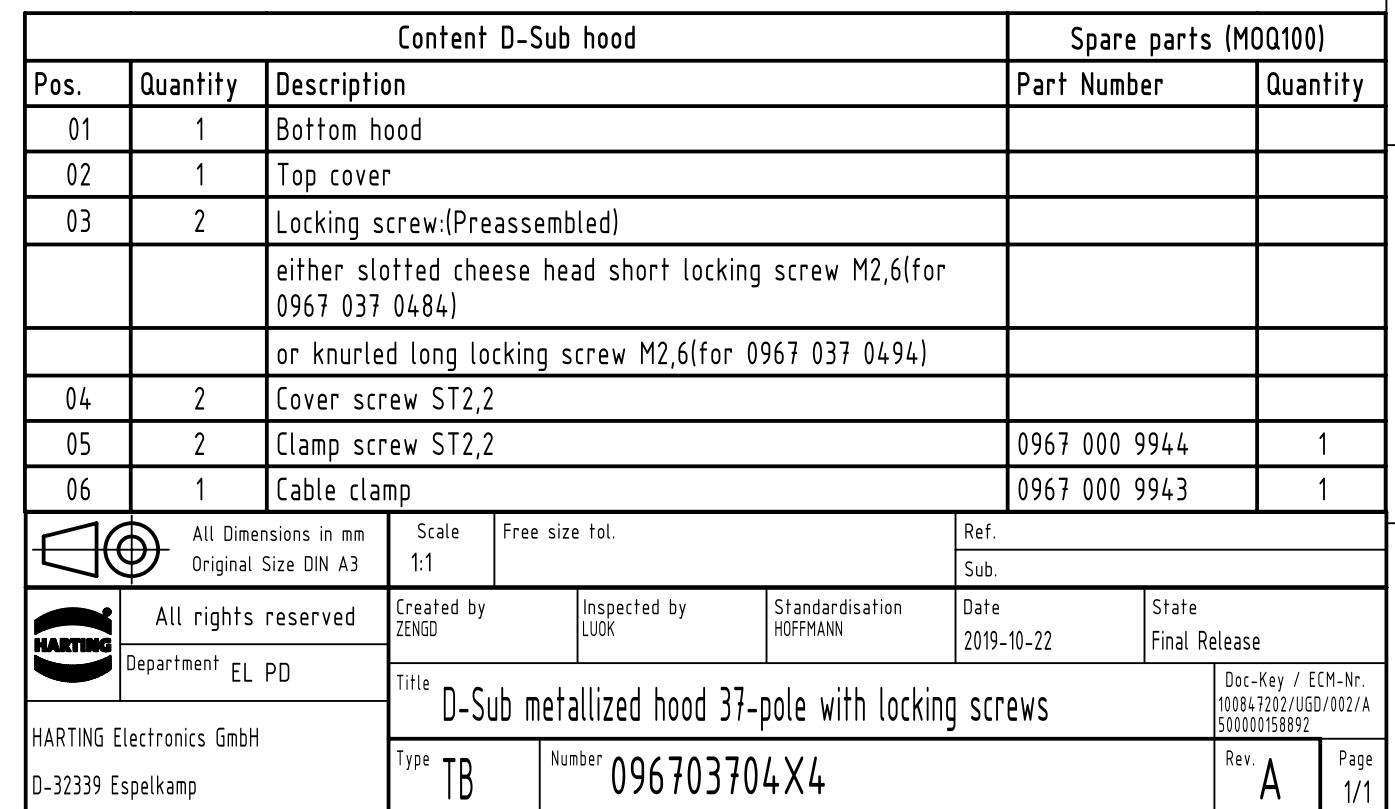 Content D-Sub hood Spare parts (MOQ100)
Pos. Quantity Description Part Number Quantity
01 1 Bottom hood
02 1 Top cover
03 2 Locking screw:(Preassembled)
either slotted cheese head short locking screw M2,6(for
0967 037 0484)
or knurled long locking screw M2,6(for 0967 037 0494)
04 2 Cover screw ST2,2
05 2 Clamp screw ST2,2 0967 000 9944 1
06 1 Cable clamp 0967 000 9943 1
All Dimensions in mm
Original Size DIN A3
Scale
1:1
Free size tol.
Ref.
Sub.
HARTING
All rights reserved
Department EL PD
Created by
ZENGD
Inspected by
LUOK
Standardisation
HOFFMANN
Date
2019-10-22
State
Final Release
Title D-Sub metallized hood 37-pole with locking screws
Doc-Key / ECM-Nr.
100847202/UGD/002/A
500000158892
HARTING Electronics GmbH
D-32339 Espelkamp
Type TB
Number 096703704X4
Rev. A
Page
1/1